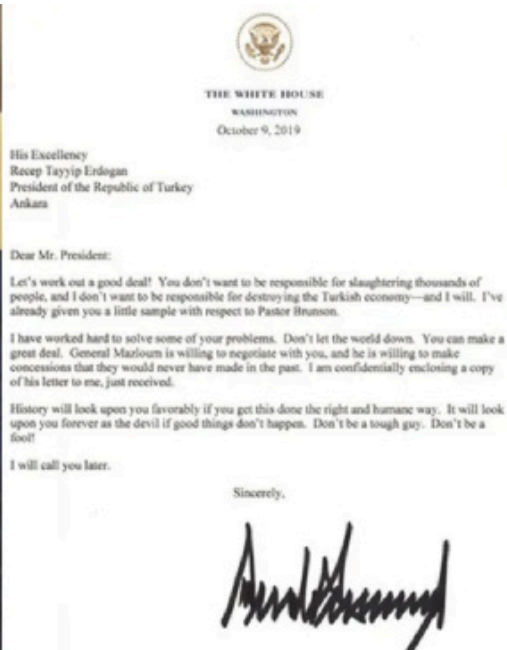 THE WHITE HOUSE
WASHINGTON
October 9, 2019
His Excellency
Recep Tayyip Erdogan
President of the Republic of Turkey
Ankara
Dear Mr. President:
Let's work out a good deal! You don't want to be responsible for slaughtering thousands of
people, and I don't want to be responsible for destroying the Turkish economy—and I will. I've
already given you a little sample with respect to Pastor Brunson.
I have worked hard to solve some of your problems. Don't let the world down. You can make a
great deal. General Mazloum is willing to negotiate with you, and he is willing to make
concessions that they would never have made in the past. I am confidentially enclosing a copy
of his letter to me, just received.
History will look upon you favorably if you get this done the right and humane way. It will look
upon you forever as the devil if good things don't happen. Don't be a tough guy. Don't be a
fool!
I will call you later.
Sincerely,